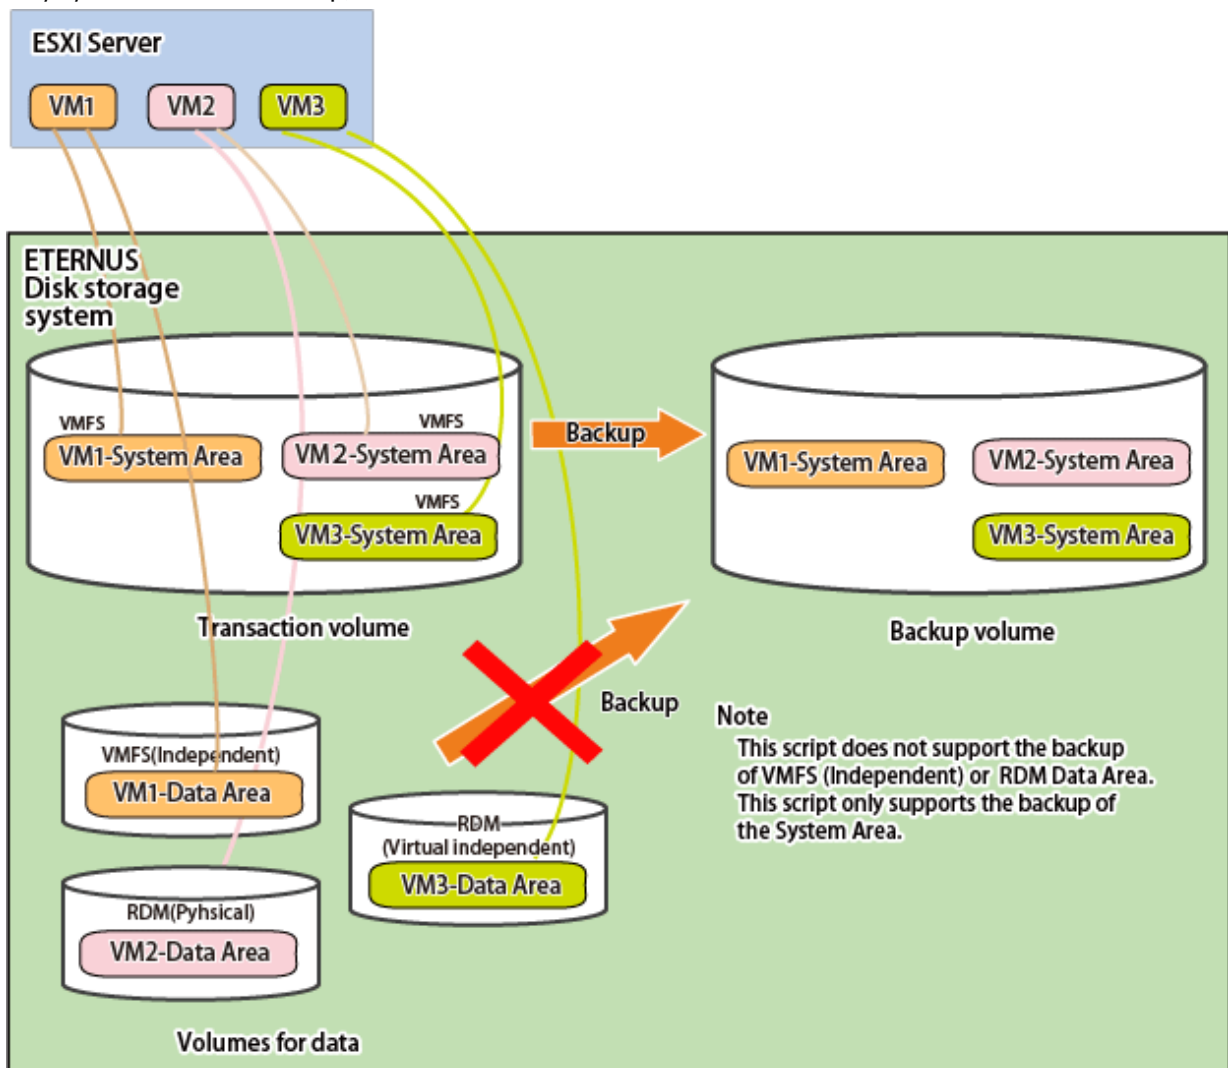 ESXI Server
VM1
VM2
VM3
ETERNUS
Disk storage
system
VMFS
VM1-System Area
VMFS
VM2-System Area
VMFS
VM3-System Area
Transaction volume
Backup
VM1-System Area
VM2-System Area
VM3-System Area
Backup volume
Backup
VMFS(Independent)
VM1-Data Area
RDM(Pyhsical)
VM2-Data Area
RDM
(Virtual independent)
VM3-Data Area
Volumes for data
Note
This script does not support the backup
of VMFS (Independent) or RDM Data Area.
This script only supports the backup of
the System Area.